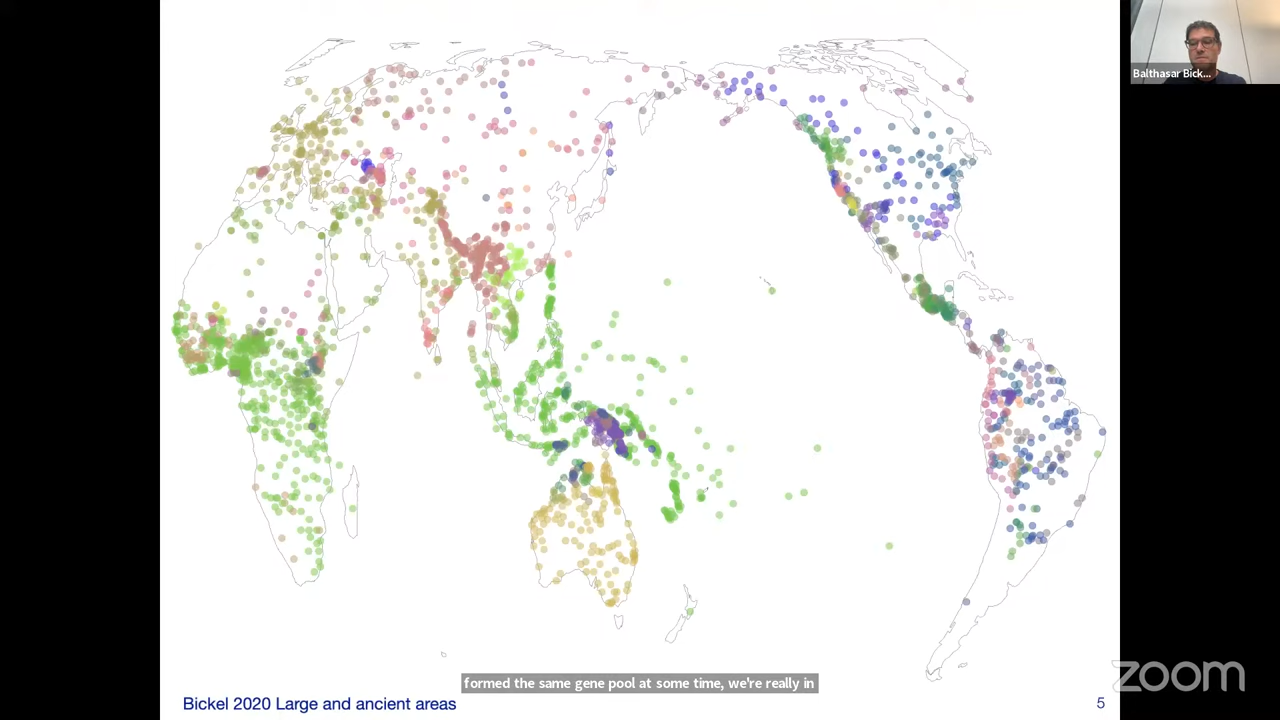 Balthasar Bick...
formed the same gene pool at some time, we're really in
zoom
Bickel 2020 Large and ancient areas
5